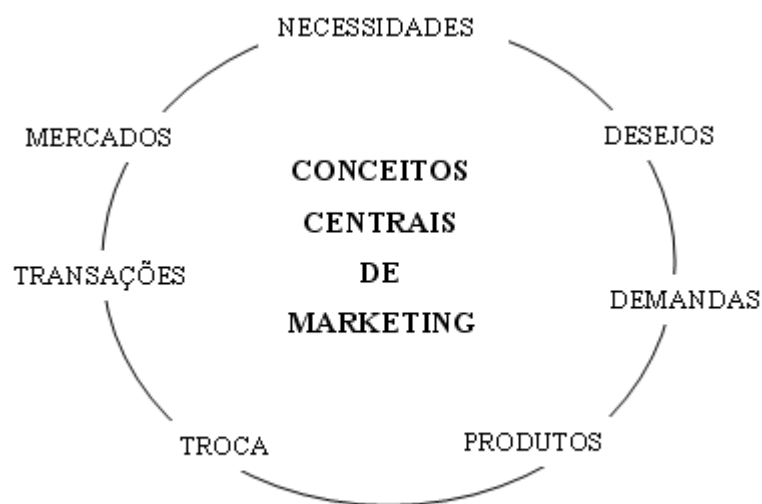 NECESSIDADES
MERCADOS
DESEJOS
CONCEITOS
CENTRAIS
DE
MARKETING
TRANSAÇÕES
DEMANDAS
TROCA
PRODUTOS